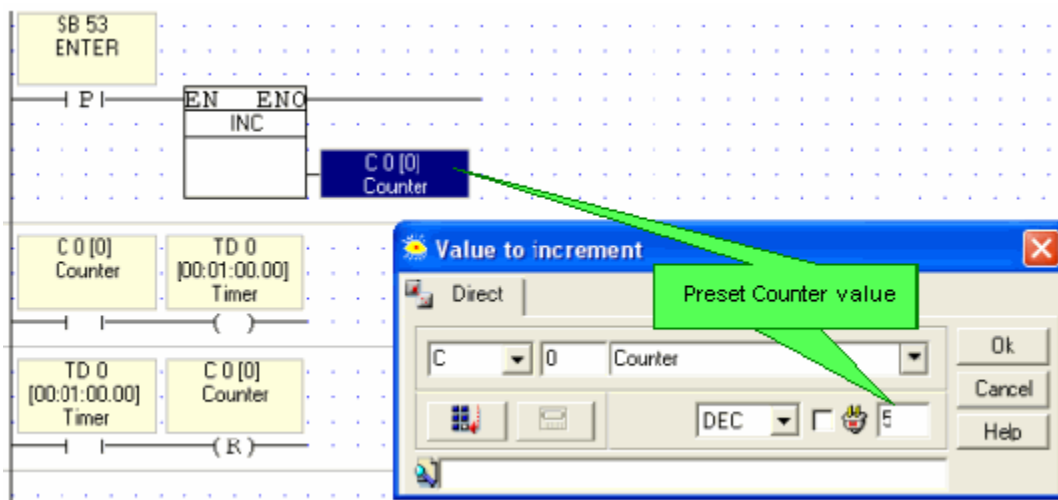 SB 53
ENTER
P
EN ENO
INC
C 0 [0]
Counter
C 0 [0]
Counter
TD 0
[00:01:00.00]
Timer
TD 0
[00:01:00.00]
Timer
C 0 [0]
Counter
( R )
Value to increment
Direct
Preset Counter value
C
0
Counter
Ok
DEC
5
Cancel
Help